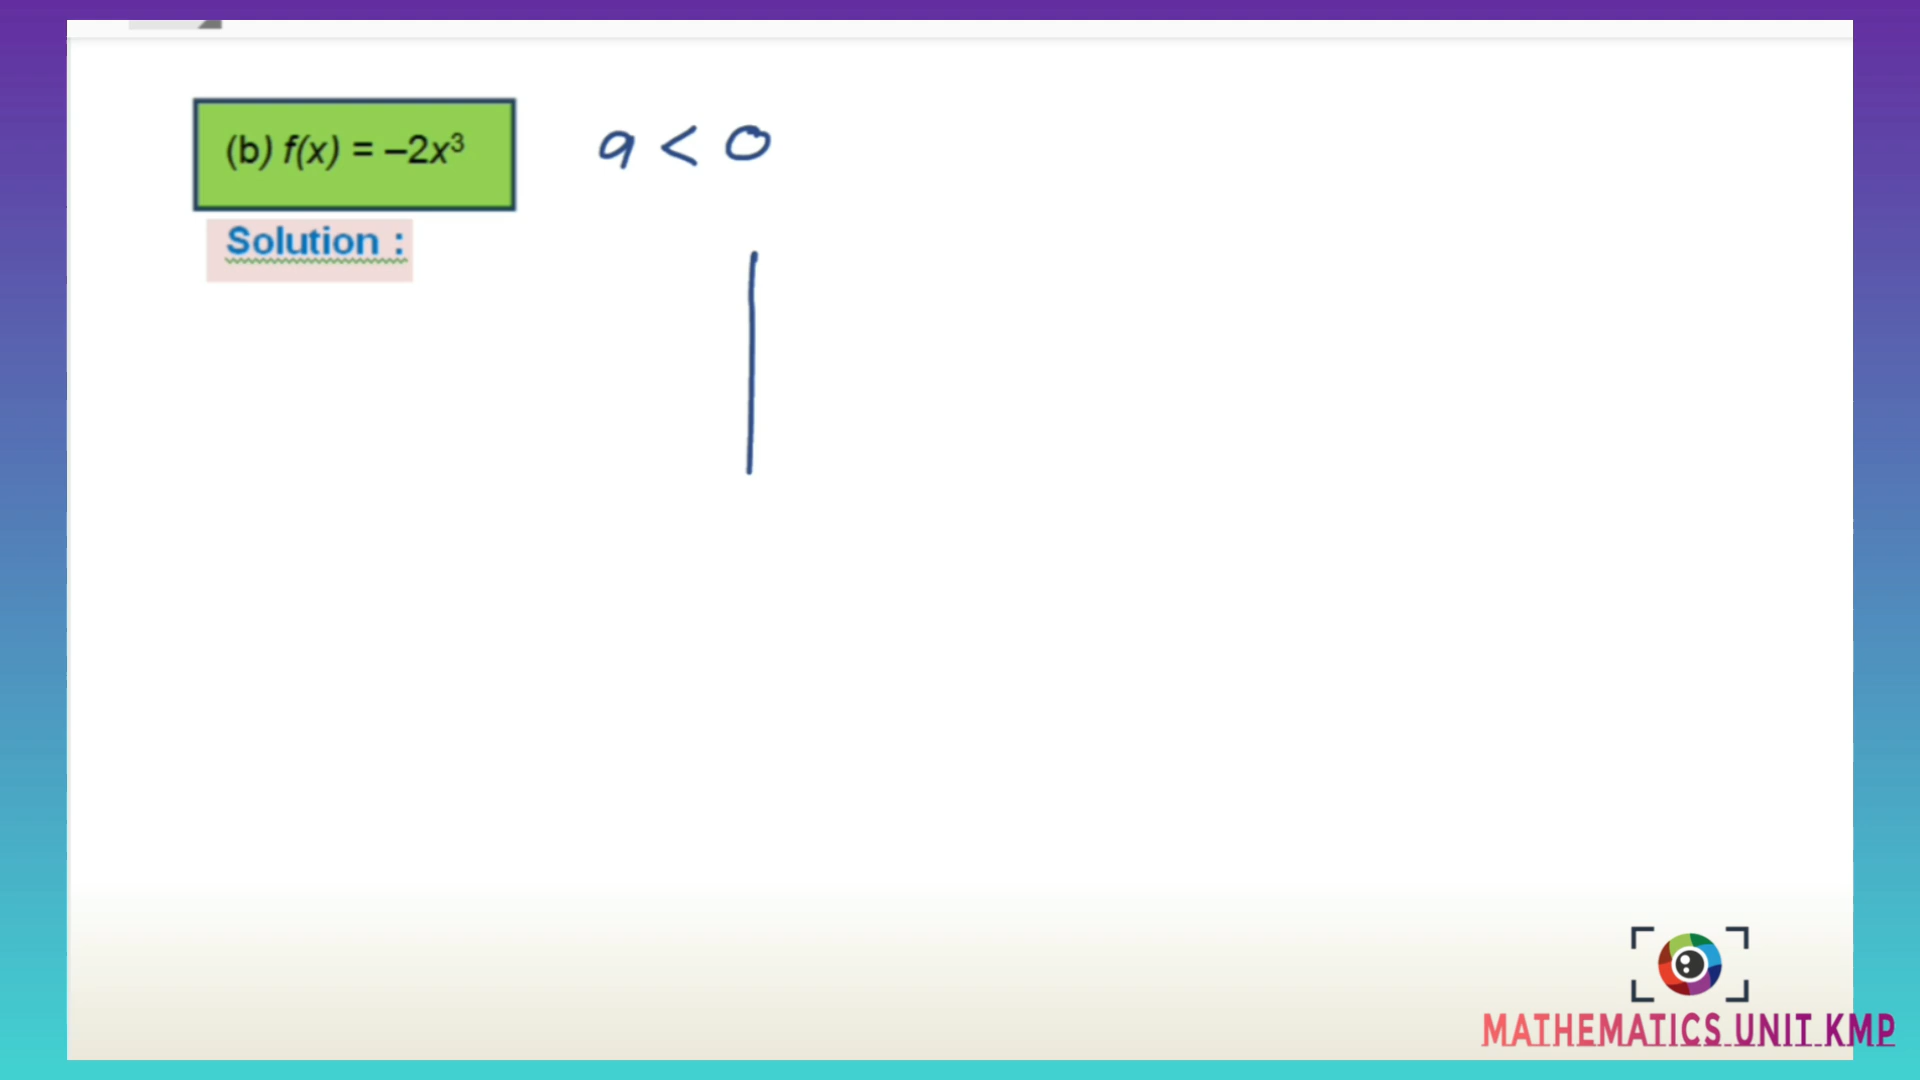 (b) f(x) = –2x³ a < 0
Solution :
MATHEMATICS UNIT KMP